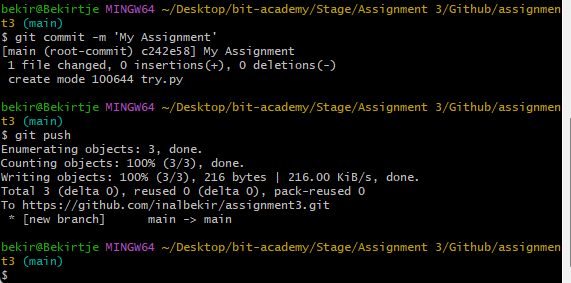 bekir@Bekirtje MINGW64 ~/Desktop/bit-academy/Stage/Assignment 3/Github/assignmen
t3 (main)
$ git commit -m 'My Assignment'
[main (root-commit) c242e58] My Assignment
 1 file changed, 0 insertions(+), 0 deletions(-)
 create mode 100644 try.py
bekir@Bekirtje MINGW64 ~/Desktop/bit-academy/Stage/Assignment 3/Github/assignmen
t3 (main)
$ git push
Enumerating objects: 3, done.
Counting objects: 100% (3/3), done.
Writing objects: 100% (3/3), 216 bytes | 216.00 KiB/s, done.
Total 3 (delta 0), reused 0 (delta 0), pack-reused 0
To https://github.com/inalbekir/assignment3.git
 * [new branch]      main -> main
bekir@Bekirtje MINGW64 ~/Desktop/bit-academy/Stage/Assignment 3/Github/assignmen
t3 (main)
$